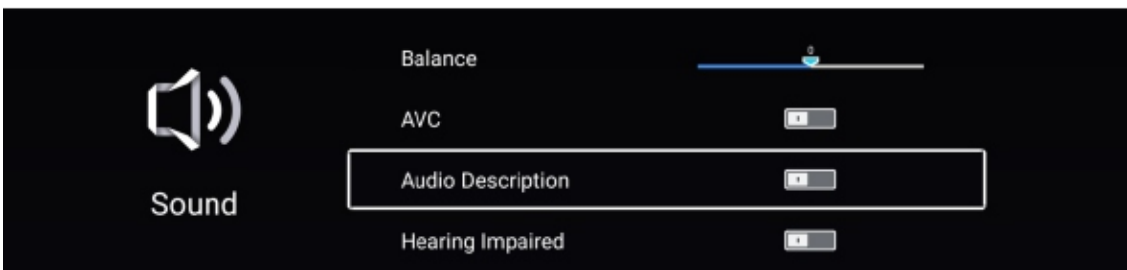 Balance
0
AVC
Audio Description
Sound
Hearing Impaired